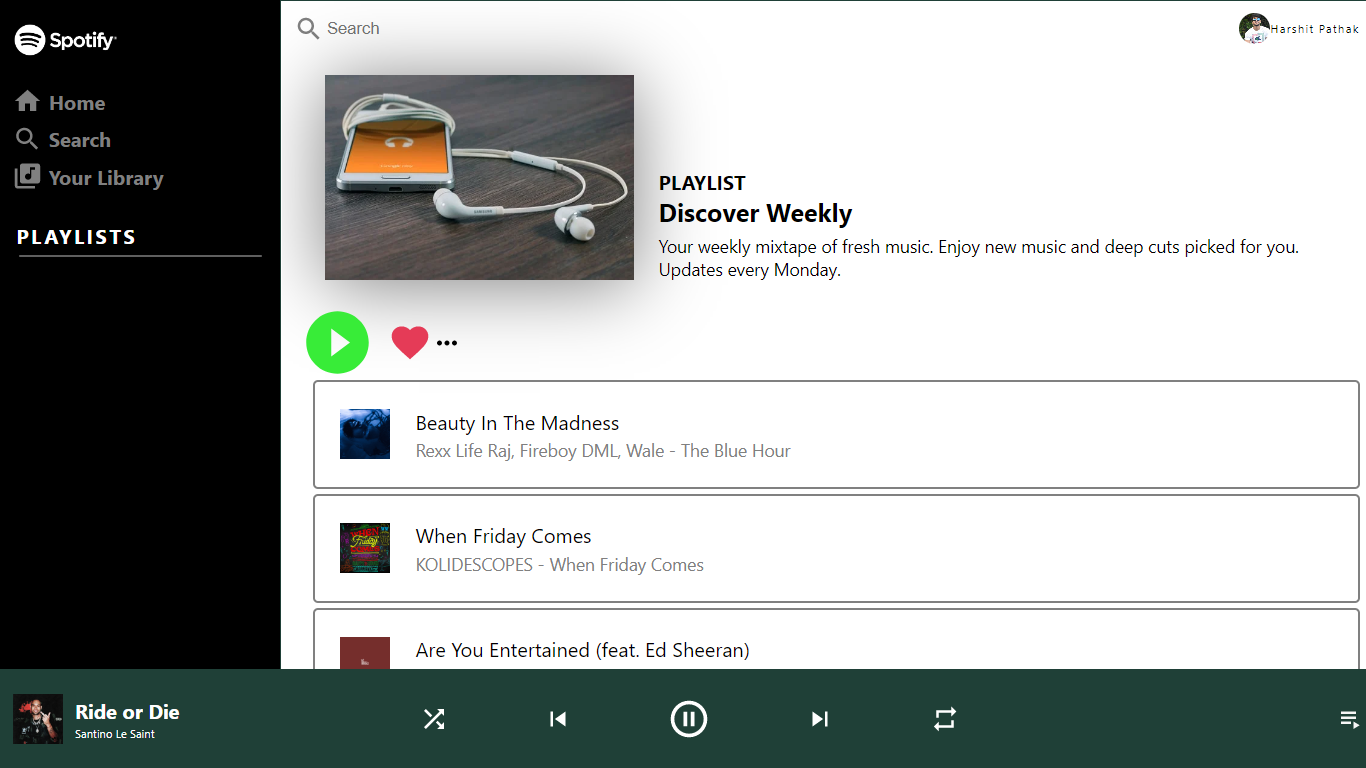 Spotify
Search
Harshit Pathak
Home
Search
Your Library
PLAYLISTS
PLAYLIST
Discover Weekly
Your weekly mixtape of fresh music. Enjoy new music and deep cuts picked for you.
Updates every Monday.
Beauty In The Madness
Rexx Life Raj, Fireboy DML, Wale - The Blue Hour
When Friday Comes
KOLIDESCOPES - When Friday Comes
Are You Entertained (feat. Ed Sheeran)
Ride or Die
Santino Le Saint